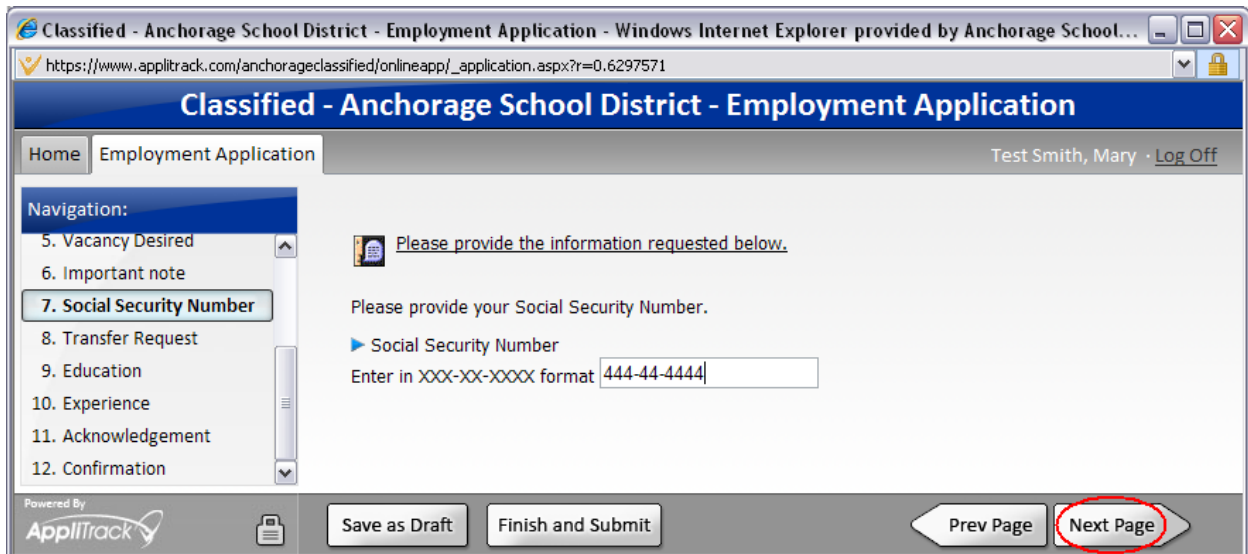 Classified - Anchorage School District - Employment Application - Windows Internet Explorer provided by Anchorage School...
https://www.applitrack.com/anchorageclassified/onlineapp/_application.aspx?r=0.6297571
Classified - Anchorage School District - Employment Application
Home Employment Application Test Smith, Mary · Log Off
Navigation:
5. Vacancy Desired
6. Important note
7. Social Security Number
8. Transfer Request
9. Education
10. Experience
11. Acknowledgement
12. Confirmation
Please provide the information requested below.
Please provide your Social Security Number.
Social Security Number
Enter in XXX-XX-XXXX format 444-44-4444
Powered By
AppliTrack
Save as Draft Finish and Submit Prev Page Next Page